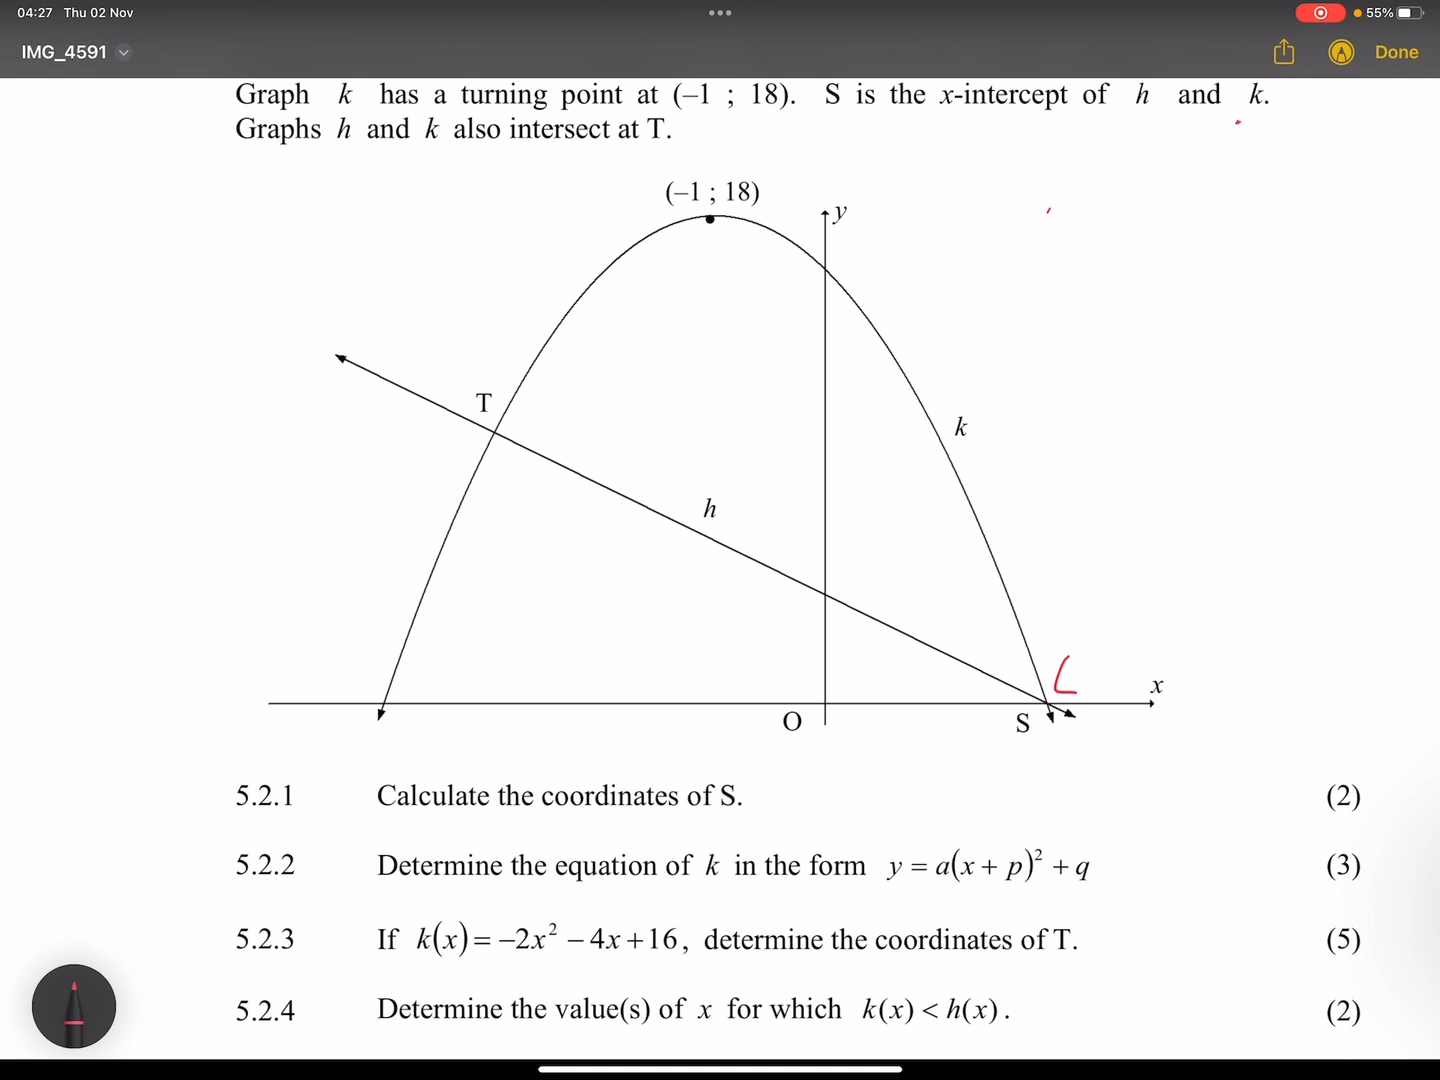 04:27 Thu 02 Nov
55%
IMG_4591
Done
Graph k has a turning point at (–1 ; 18). S is the x-intercept of h and k.
Graphs h and k also intersect at T.
(–1 ; 18)
y
T
k
h
x
O
S
5.2.1 Calculate the coordinates of S. (2)
5.2.2 Determine the equation of k in the form y = a(x + p)² + q (3)
5.2.3 If k(x) = –2x² – 4x + 16, determine the coordinates of T. (5)
5.2.4 Determine the value(s) of x for which k(x) < h(x). (2)